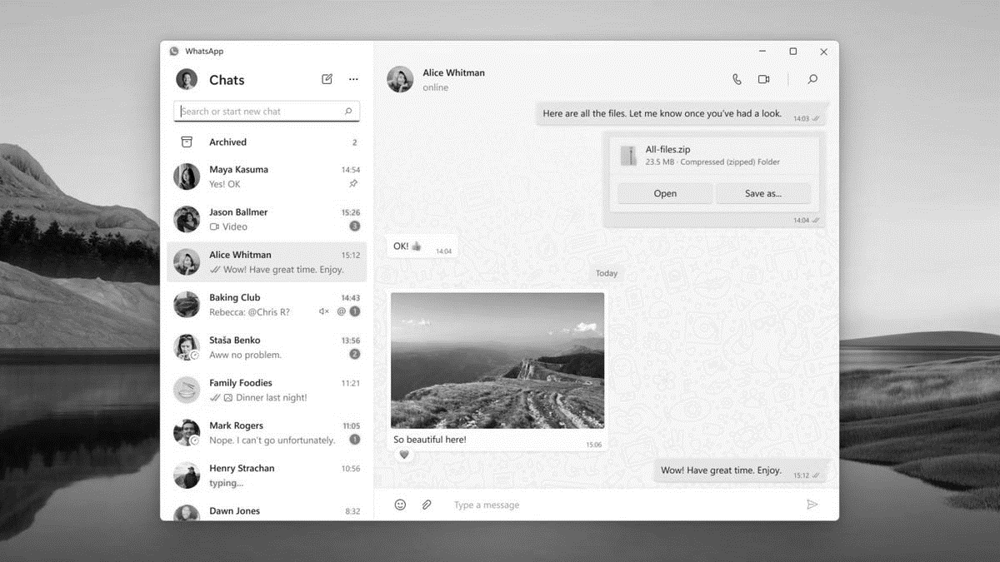 WhatsApp
Chats
Search or start new chat
Archived 2
Maya Kasuma 14:54
Yes! OK
Jason Ballmer 15:26
Video 3
Alice Whitman 15:12
Wow! Have great time. Enjoy.
Baking Club 14:43
Rebecca: @Chris R? @ 1
Staša Benko 13:56
Aww no problem. 2
Family Foodies 11:21
Dinner last night!
Mark Rogers 11:05
Nope. I can't go unfortunately. 1
Henry Strachan 10:56
typing...
Dawn Jones 8:32
Alice Whitman
online
Here are all the files. Let me know once you've had a look. 14:03
All-files.zip
23.5 MB · Compressed (zipped) Folder
Open Save as...
14:04
OK! 👍 14:04
Today
So beautiful here! 15:06
Wow! Have great time. Enjoy. 15:12
Type a message